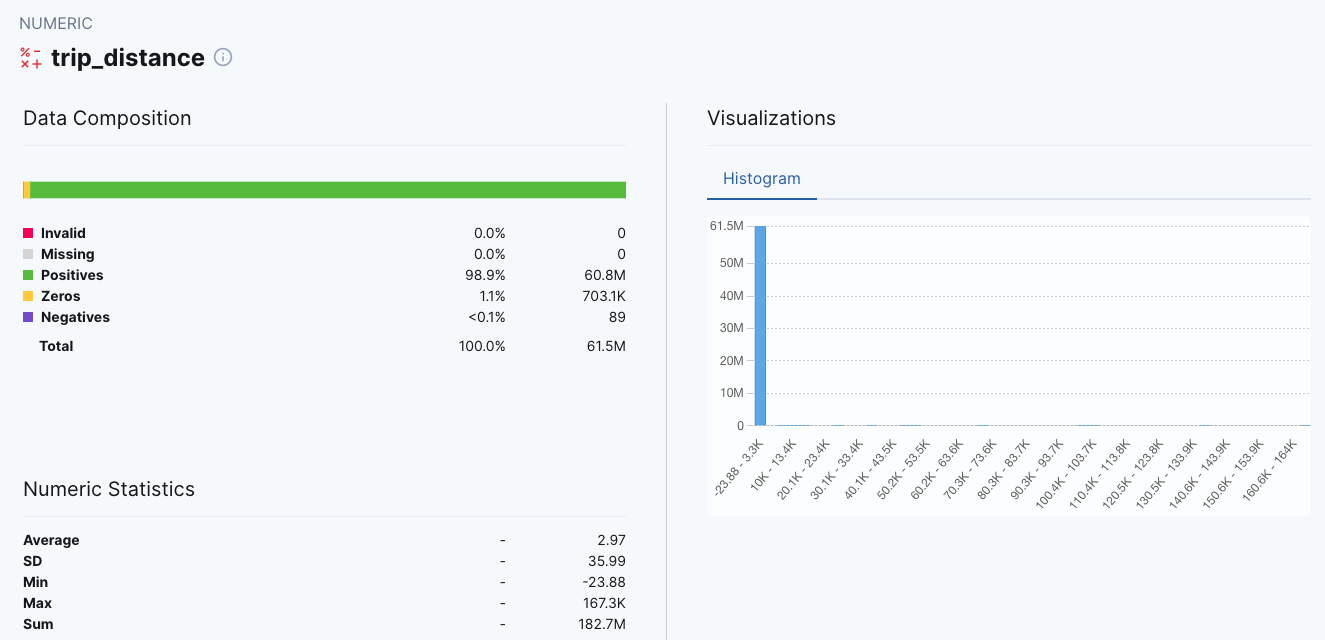 NUMERIC
trip_distance
Data Composition
Invalid 0.0% 0
Missing 0.0% 0
Positives 98.9% 60.8M
Zeros 1.1% 703.1K
Negatives <0.1% 89
Total 100.0% 61.5M
Numeric Statistics
Average - 2.97
SD - 35.99
Min - -23.88
Max - 167.3K
Sum - 182.7M
Visualizations
Histogram
61.5M
50M
40M
30M
20M
10M
0
-23.88 - 3.3K
10K - 13.4K
20.1K - 23.4K
30.1K - 33.4K
40.1K - 43.5K
50.2K - 53.5K
60.2K - 63.6K
70.3K - 73.6K
80.3K - 83.7K
90.3K - 93.7K
100.4K - 103.7K
110.4K - 113.8K
120.5K - 123.8K
130.5K - 133.9K
140.6K - 143.9K
150.6K - 153.9K
160.6K - 164K